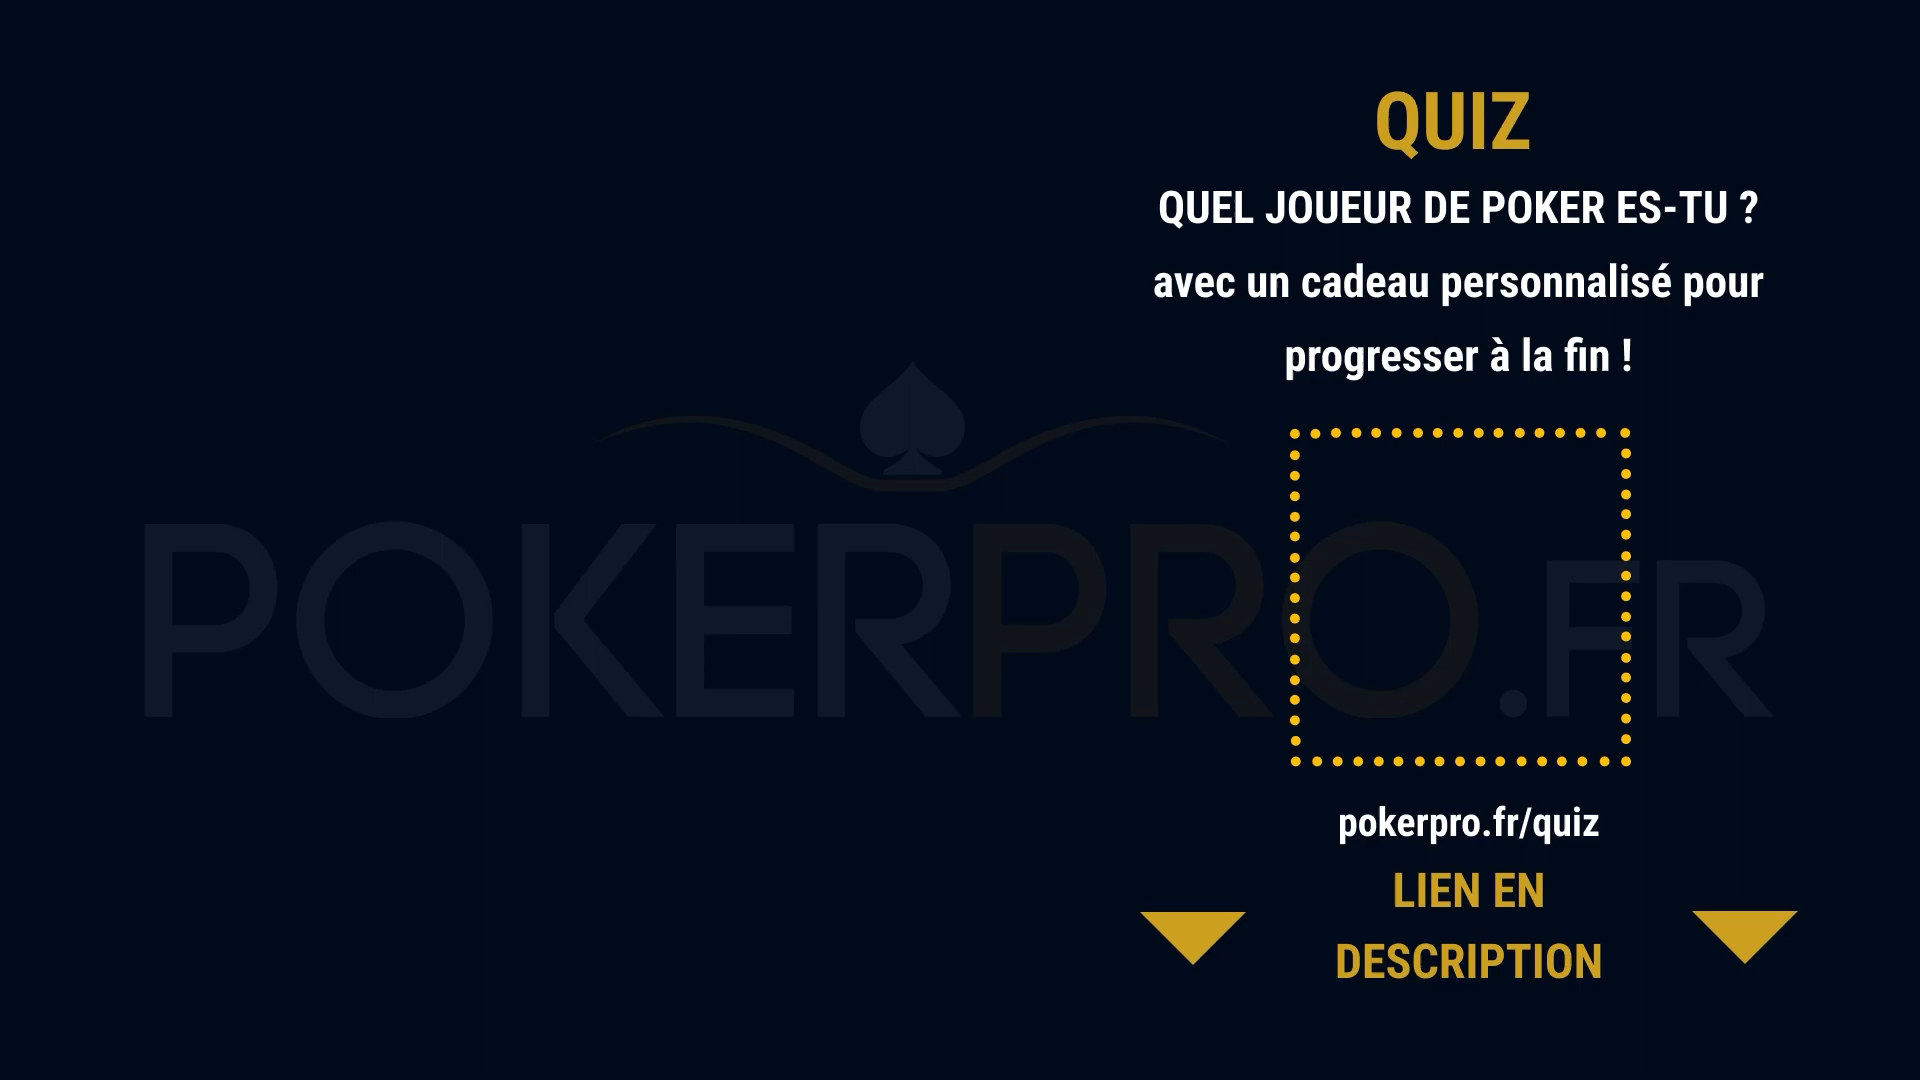 QUIZ
QUEL JOUEUR DE POKER ES-TU ?
avec un cadeau personnalisé pour
progresser à la fin !
POKERPRO.FR
pokerpro.fr/quiz
LIEN EN
DESCRIPTION